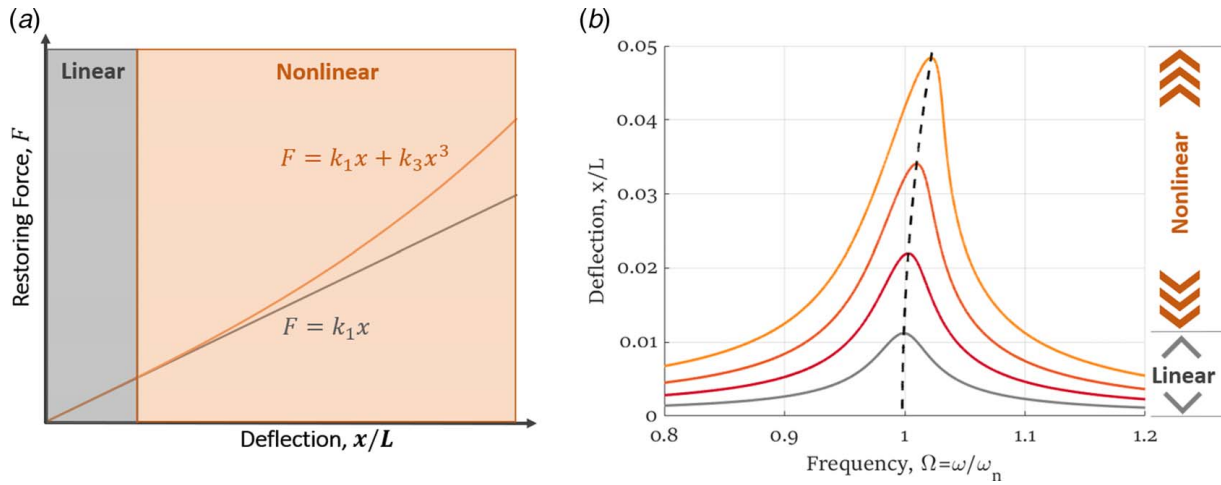 (a)
Linear
Nonlinear
F = k₁x + k₃x³
F = k₁x
Restoring Force, F
Deflection, x/L
(b)
0.05
0.04
0.03
0.02
0.01
0
Deflection, x/L
0.8
0.9
1
1.1
1.2
Frequency, Ω=ω/ωₙ
Nonlinear
Linear